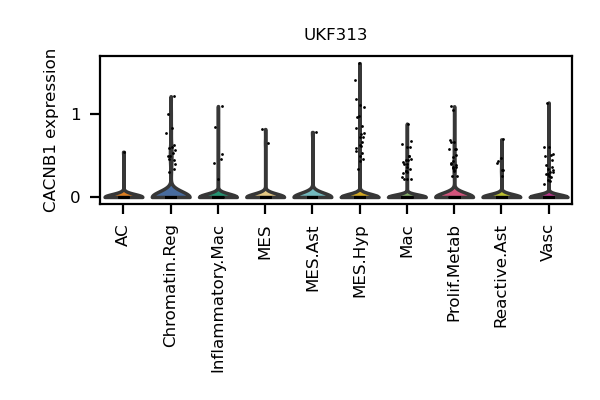 UKF313
CACNB1 expression
1
0
AC
Chromatin.Reg
Inflammatory.Mac
MES
MES.Ast
MES.Hyp
Mac
Prolif.Metab
Reactive.Ast
Vasc